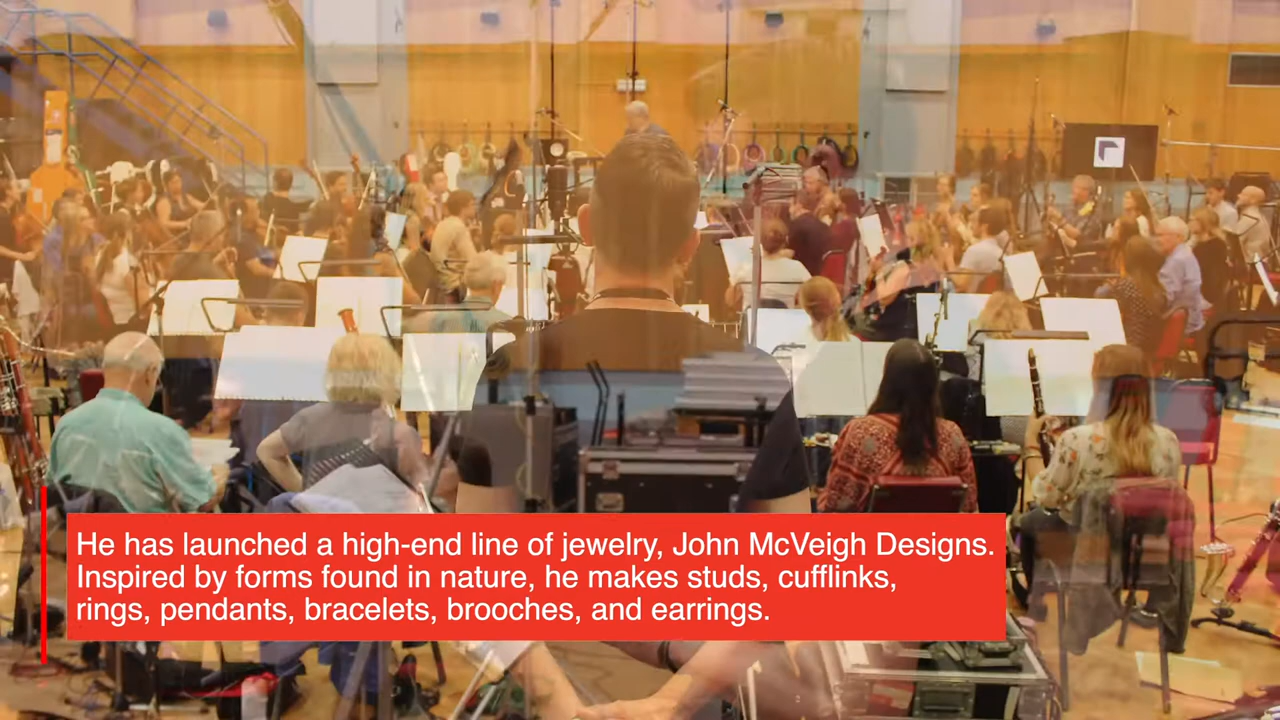 He has launched a high-end line of jewelry, John McVeigh Designs.
Inspired by forms found in nature, he makes studs, cufflinks,
rings, pendants, bracelets, brooches, and earrings.